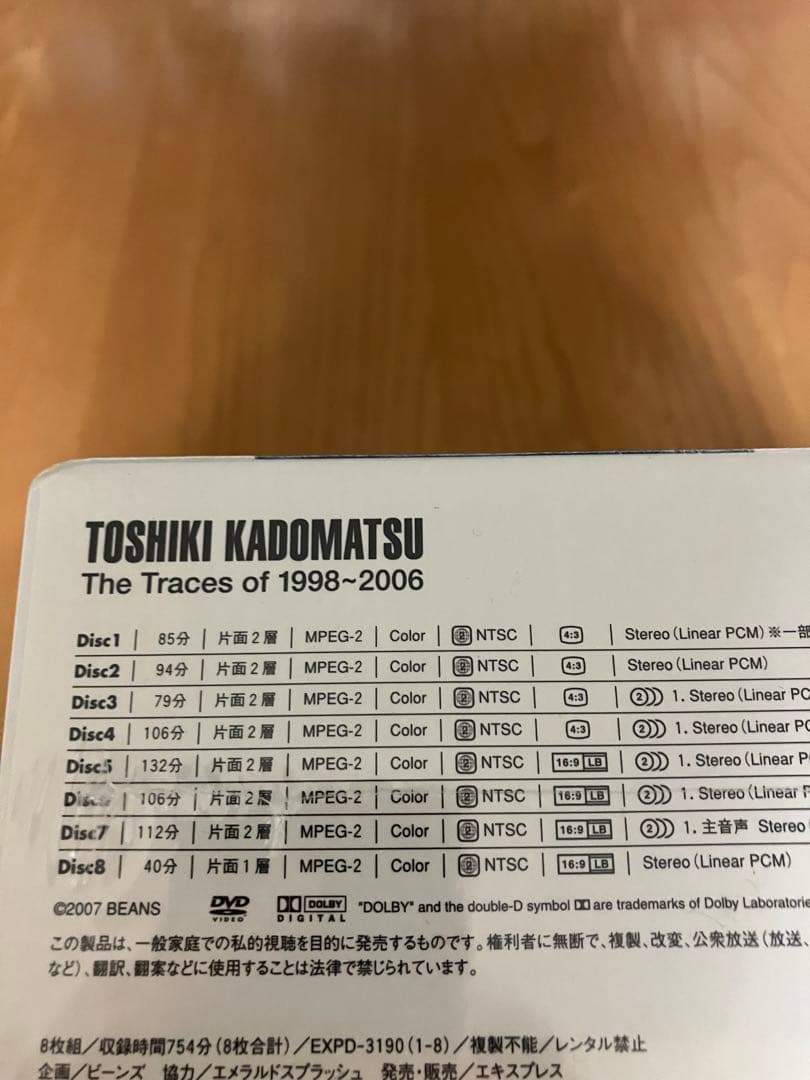 TOSHIKI KADOMATSU
The Traces of 1998~2006
Disc1 | 85分 | 片面2層 | MPEG-2 | Color | 2 NTSC | 4:3 | Stereo (Linear PCM) ※一部
Disc2 | 94分 | 片面2層 | MPEG-2 | Color | 2 NTSC | 4:3 | Stereo (Linear PCM)
Disc3 | 79分 | 片面2層 | MPEG-2 | Color | 2 NTSC | 4:3 | 2))) 1. Stereo (Linear PC
Disc4 | 106分 | 片面2層 | MPEG-2 | Color | 2 NTSC | 4:3 | 2))) 1. Stereo (Linear PC
Disc5 | 132分 | 片面2層 | MPEG-2 | Color | 2 NTSC | 16:9 LB | 2))) 1. Stereo (Linear P
Disc6 | 106分 | 片面2層 | MPEG-2 | Color | 2 NTSC | 16:9 LB | 2))) 1. Stereo (Linear P
Disc7 | 112分 | 片面2層 | MPEG-2 | Color | 2 NTSC | 16:9 LB | 2))) 1. 主音声 Stereo
Disc8 | 40分 | 片面1層 | MPEG-2 | Color | 2 NTSC | 16:9 LB | Stereo (Linear PCM)
©2007 BEANS DVD VIDEO DOLBY DIGITAL "DOLBY" and the double-D symbol are trademarks of Dolby Laboratorie
この製品は、一般家庭での私的視聴を目的に発売するものです。権利者に無断で、複製、改変、公衆放送(放送、
など)、翻訳、翻案などに使用することは法律で禁じられています。
8枚組/収録時間754分(8枚合計)/EXPD-3190(1-8)/複製不能/レンタル禁止
企画/ビーンズ 協力/エメラルドスプラッシュ 発売・販売/エキスプレス